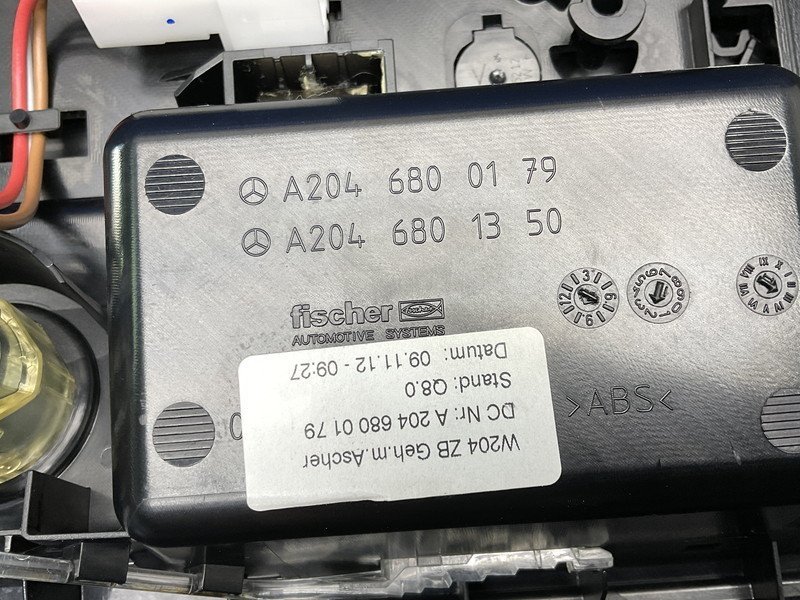 A204 680 01 79
A204 680 13 50
fischer
AUTOMOTIVE SYSTEMS
>ABS<
W204 ZB Geh.m.Ascher
DC Nr: A 204 680 01 79
Stand: Q8.0
Datum: 09.11.12 - 09:27